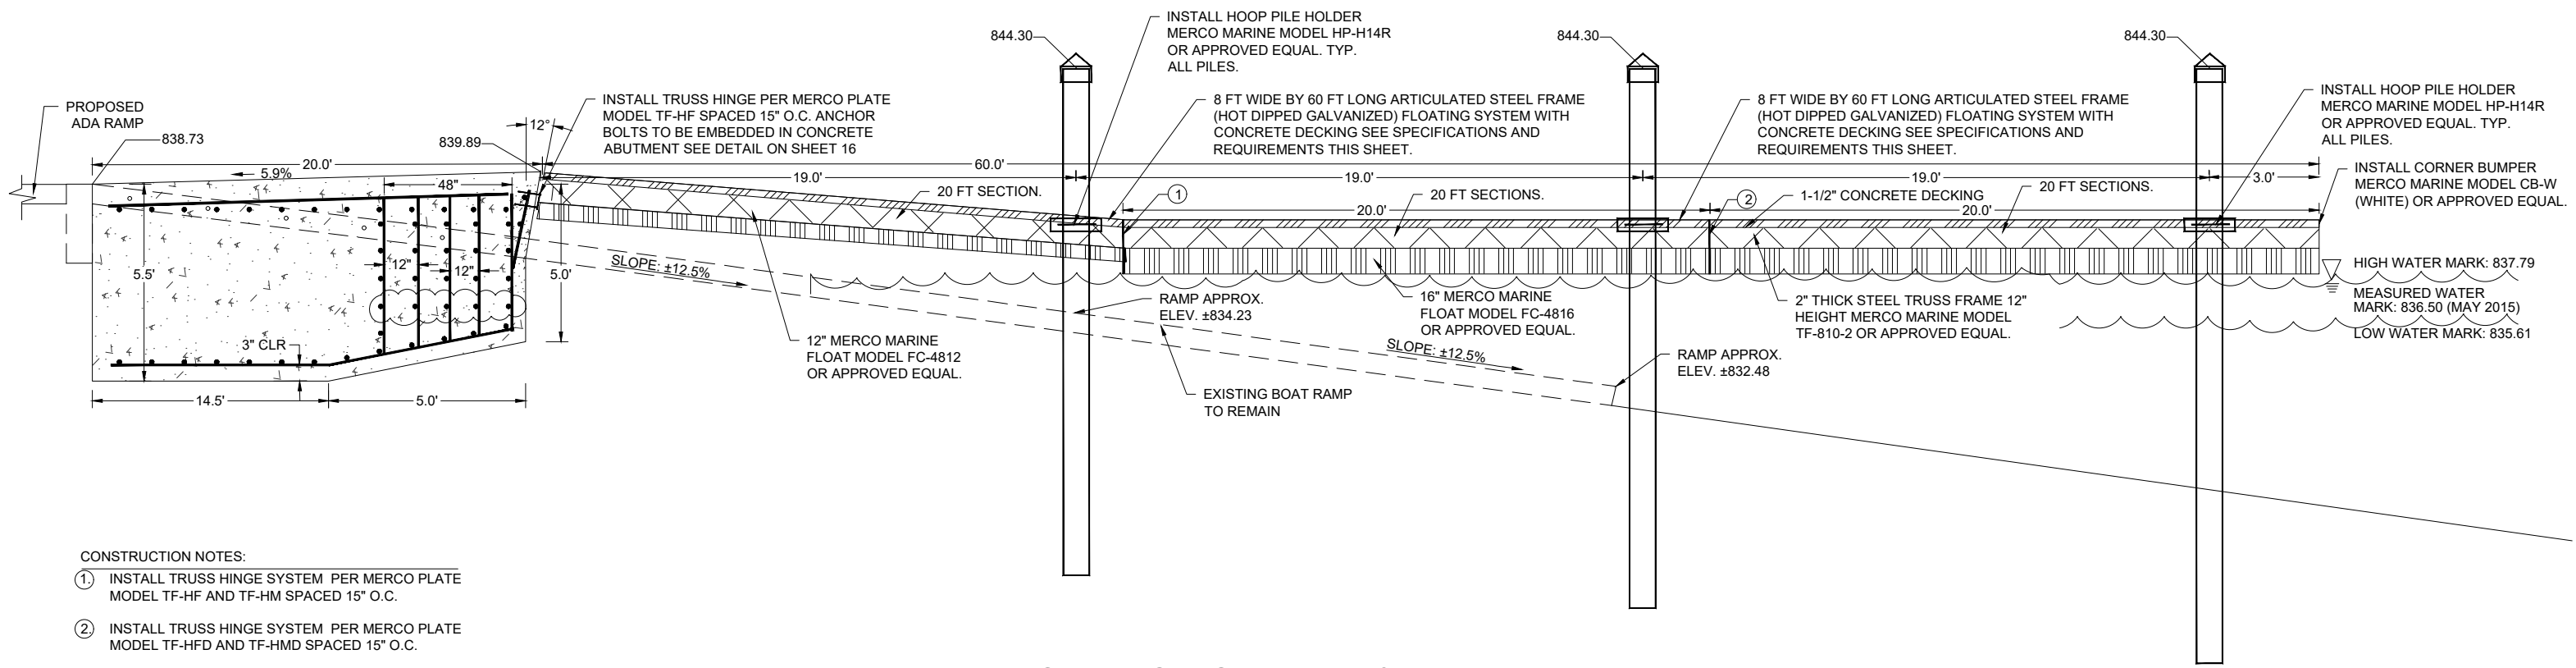 INSTALL HOOP PILE HOLDER
MERCO MARINE MODEL HP-H14R
OR APPROVED EQUAL. TYP.
ALL PILES.
844.30
844.30
844.30
PROPOSED
ADA RAMP
838.73
839.89
12°
INSTALL TRUSS HINGE PER MERCO PLATE
MODEL TF-HF SPACED 15" O.C. ANCHOR
BOLTS TO BE EMBEDDED IN CONCRETE
ABUTMENT SEE DETAIL ON SHEET 16
8 FT WIDE BY 60 FT LONG ARTICULATED STEEL FRAME
(HOT DIPPED GALVANIZED) FLOATING SYSTEM WITH
CONCRETE DECKING SEE SPECIFICATIONS AND
REQUIREMENTS THIS SHEET.
8 FT WIDE BY 60 FT LONG ARTICULATED STEEL FRAME
(HOT DIPPED GALVANIZED) FLOATING SYSTEM WITH
CONCRETE DECKING SEE SPECIFICATIONS AND
REQUIREMENTS THIS SHEET.
INSTALL HOOP PILE HOLDER
MERCO MARINE MODEL HP-H14R
OR APPROVED EQUAL. TYP.
ALL PILES.
INSTALL CORNER BUMPER
MERCO MARINE MODEL CB-W
(WHITE) OR APPROVED EQUAL.
20.0'
60.0'
5.9%
48"
19.0'
19.0'
19.0'
3.0'
20 FT SECTION.
1
20 FT SECTIONS.
2
1-1/2" CONCRETE DECKING
20 FT SECTIONS.
20.0'
20.0'
5.5'
12"
12"
5.0'
SLOPE: ±12.5%
HIGH WATER MARK: 837.79
MEASURED WATER
MARK: 836.50 (MAY 2015)
LOW WATER MARK: 835.61
RAMP APPROX.
ELEV. ±834.23
16" MERCO MARINE
FLOAT MODEL FC-4816
OR APPROVED EQUAL.
2" THICK STEEL TRUSS FRAME 12"
HEIGHT MERCO MARINE MODEL
TF-810-2 OR APPROVED EQUAL.
3" CLR
12" MERCO MARINE
FLOAT MODEL FC-4812
OR APPROVED EQUAL.
SLOPE: ±12.5%
RAMP APPROX.
ELEV. ±832.48
14.5'
5.0'
EXISTING BOAT RAMP
TO REMAIN
CONSTRUCTION NOTES:
1. INSTALL TRUSS HINGE SYSTEM PER MERCO PLATE
MODEL TF-HF AND TF-HM SPACED 15" O.C.
2. INSTALL TRUSS HINGE SYSTEM PER MERCO PLATE
MODEL TF-HFD AND TF-HMD SPACED 15" O.C.